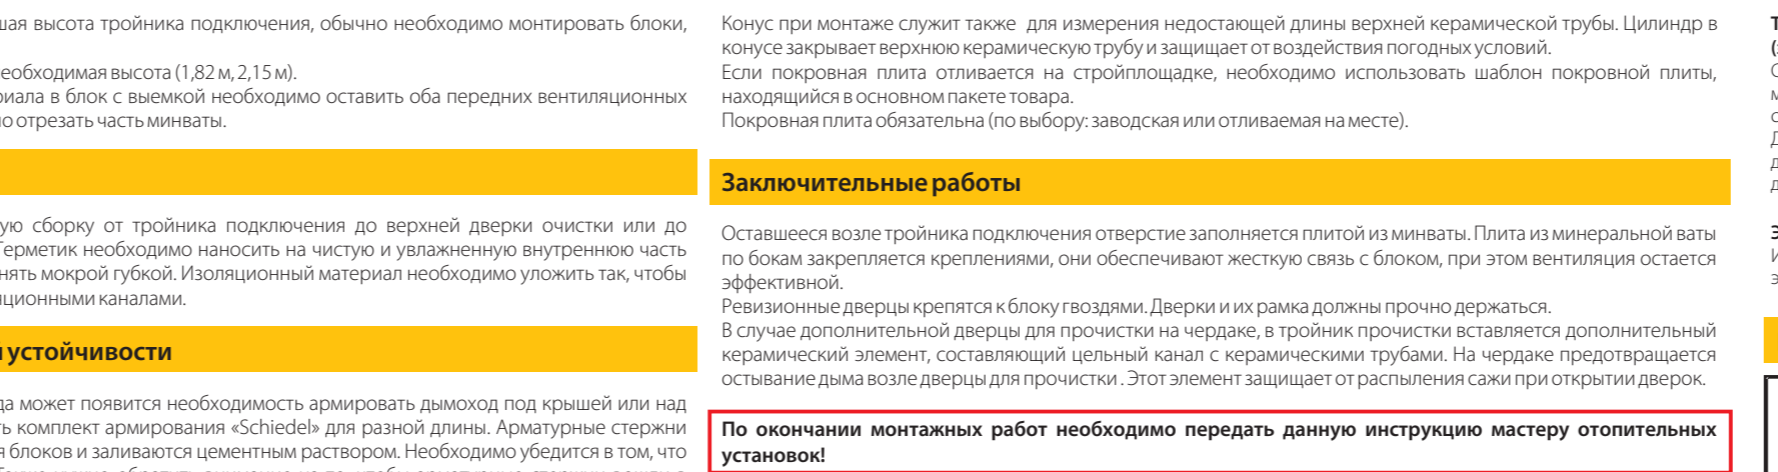 шая высота тройника подключения, обычно необходимо монтировать блоки,
необходимая высота (1,82 м, 2,15 м).
риала в блок с выемкой необходимо оставить оба передних вентиляционных
но отрезать часть минваты.
ую сборку от тройника подключения до верхней дверки очистки или до
Герметик необходимо наносить на чистую и увлажненную внутреннюю часть
нять мокрой губкой. Изоляционный материал необходимо уложить так, чтобы
ционными каналами.
устойчивости
да может появится необходимость армировать дымоход под крышей или над
ь комплект армирования «Schiedel» для разной длины. Арматурные стержни
я блоков и заливаются цементным раствором. Необходимо убедится в том, что
Конус при монтаже служит также для измерения недостающей длины верхней керамической трубы. Цилиндр в
конусе закрывает верхнюю керамическую трубу и защищает от воздействия погодных условий.
Если покровная плита отливается на стройплощадке, необходимо использовать шаблон покровной плиты,
находящийся в основном пакете товара.
Покровная плита обязательна (по выбору: заводская или отливаемая на месте).
Заключительные работы
Оставшееся возле тройника подключения отверстие заполняется плитой из минваты. Плита из минеральной ваты
по бокам закрепляется креплениями, они обеспечивают жесткую связь с блоком, при этом вентиляция остается
эффективной.
Ревизионные дверцы крепятся к блоку гвоздями. Дверки и их рамка должны прочно держаться.
В случае дополнительной дверцы для прочистки на чердаке, в тройник прочистки вставляется дополнительный
керамический элемент, составляющий цельный канал с керамическими трубами. На чердаке предотвращается
остывание дыма возле дверцы для прочистки . Этот элемент защищает от распыления сажи при открытии дверок.
По окончании монтажных работ необходимо передать данную инструкцию мастеру отопительных
установок!